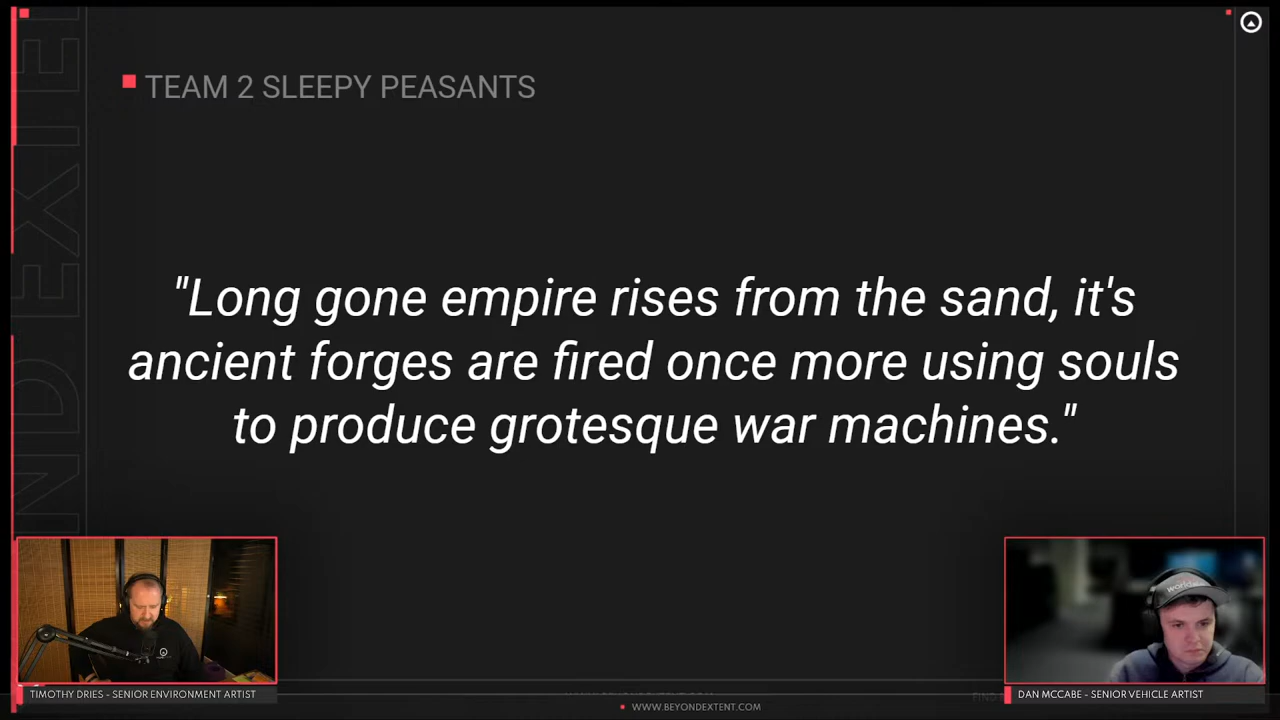 TEAM 2 SLEEPY PEASANTS
"Long gone empire rises from the sand, it's
ancient forges are fired once more using souls
to produce grotesque war machines."
TIMOTHY DRIES - SENIOR ENVIRONMENT ARTIST
DAN MCCABE - SENIOR VEHICLE ARTIST
WWW.BEYONDEXTENT.COM